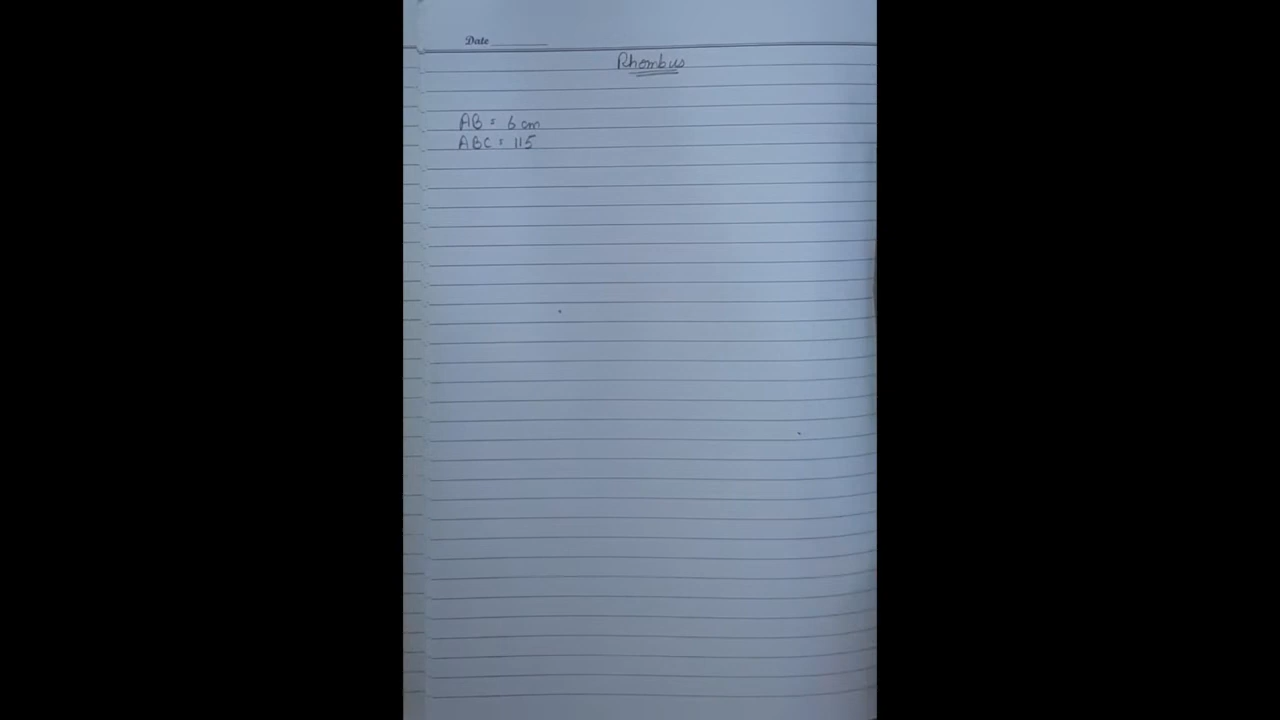 Date
Rhombus
AB = 6 cm
ABC = 115